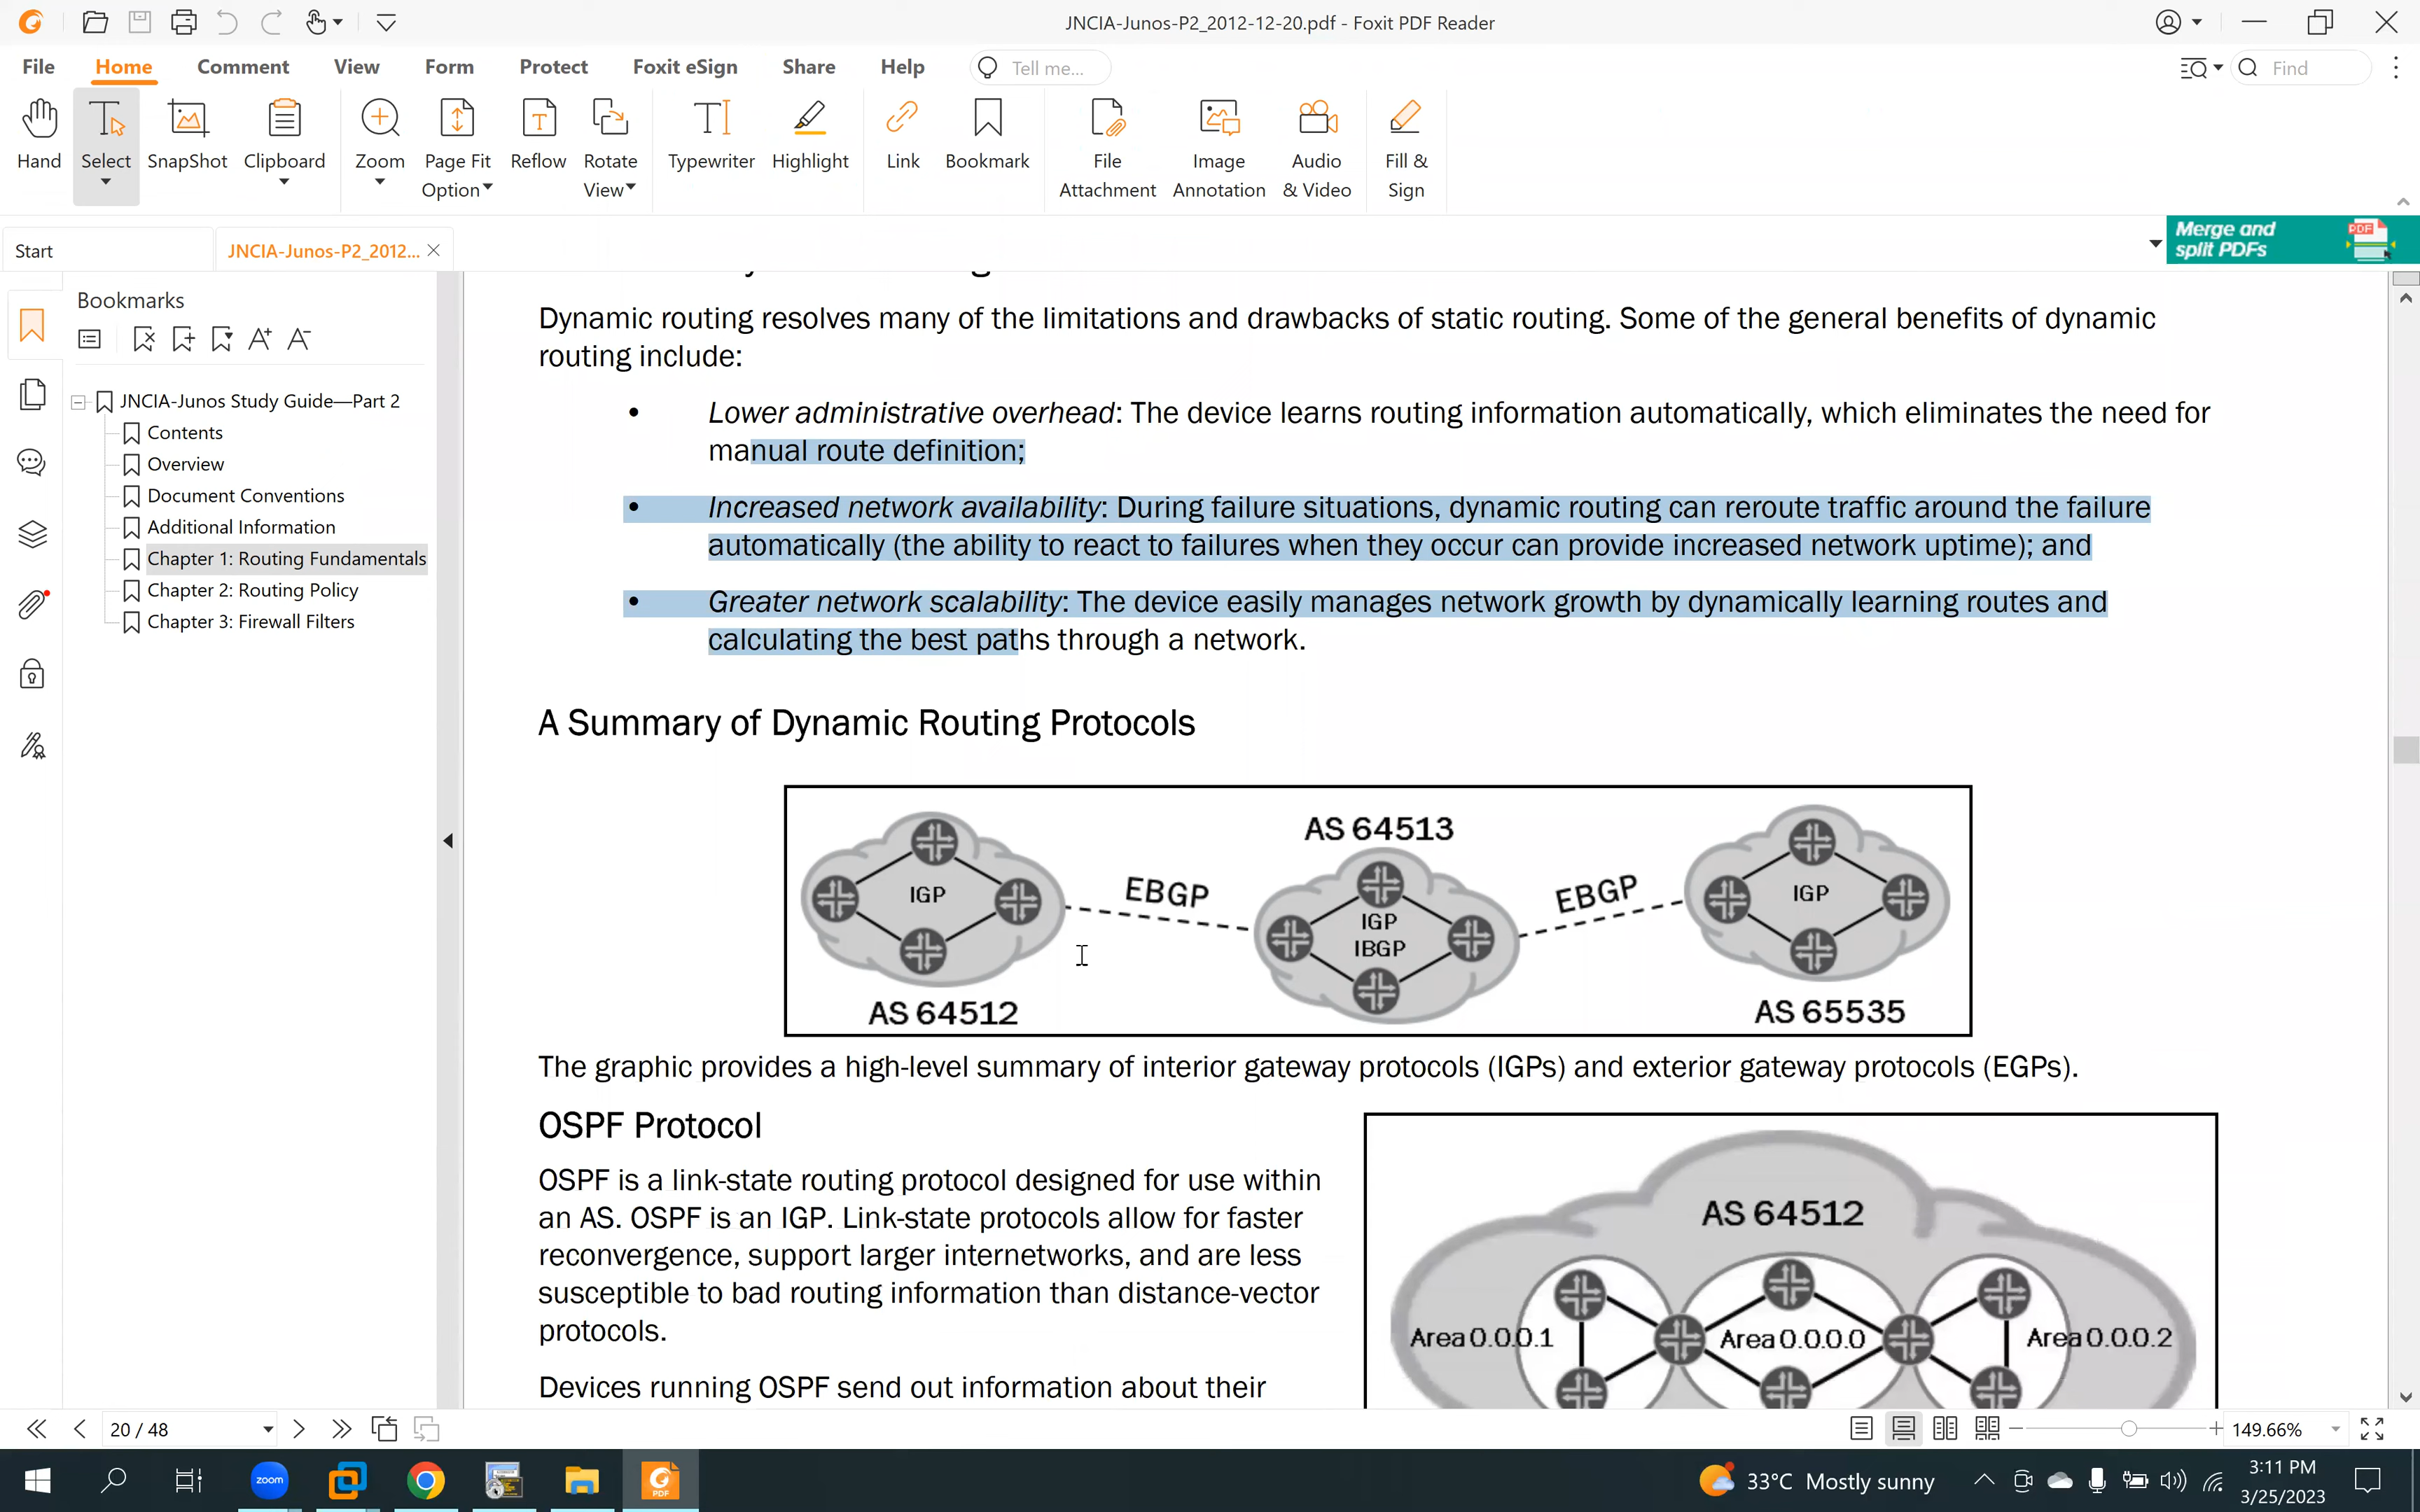 JNCIA-Junos-P2_2012-12-20.pdf - Foxit PDF Reader
File Home Comment View Form Protect Foxit eSign Share Help Tell me... Find
Hand Select SnapShot Clipboard Zoom Page Fit Option Reflow Rotate View Typewriter Highlight Link Bookmark File Attachment Image Annotation Audio & Video Fill & Sign
Start JNCIA-Junos-P2_2012...
Merge and
split PDFs
PDF
Bookmarks
JNCIA-Junos Study Guide—Part 2
Contents
Overview
Document Conventions
Additional Information
Chapter 1: Routing Fundamentals
Chapter 2: Routing Policy
Chapter 3: Firewall Filters
Dynamic routing resolves many of the limitations and drawbacks of static routing. Some of the general benefits of dynamic
routing include:
• Lower administrative overhead: The device learns routing information automatically, which eliminates the need for
manual route definition;
• Increased network availability: During failure situations, dynamic routing can reroute traffic around the failure
automatically (the ability to react to failures when they occur can provide increased network uptime); and
• Greater network scalability: The device easily manages network growth by dynamically learning routes and
calculating the best paths through a network.
A Summary of Dynamic Routing Protocols
AS 64513
IGP
EBGP
IGP
IBGP
EBGP
IGP
AS 64512
AS 65535
The graphic provides a high-level summary of interior gateway protocols (IGPs) and exterior gateway protocols (EGPs).
OSPF Protocol
OSPF is a link-state routing protocol designed for use within
an AS. OSPF is an IGP. Link-state protocols allow for faster
reconvergence, support larger internetworks, and are less
susceptible to bad routing information than distance-vector
protocols.
Devices running OSPF send out information about their
AS 64512
Area 0.0.0.1 Area 0.0.0.0 Area 0.0.0.2
20 / 48
149.66%
zoom
PDF
33°C Mostly sunny
3:11 PM
3/25/2023